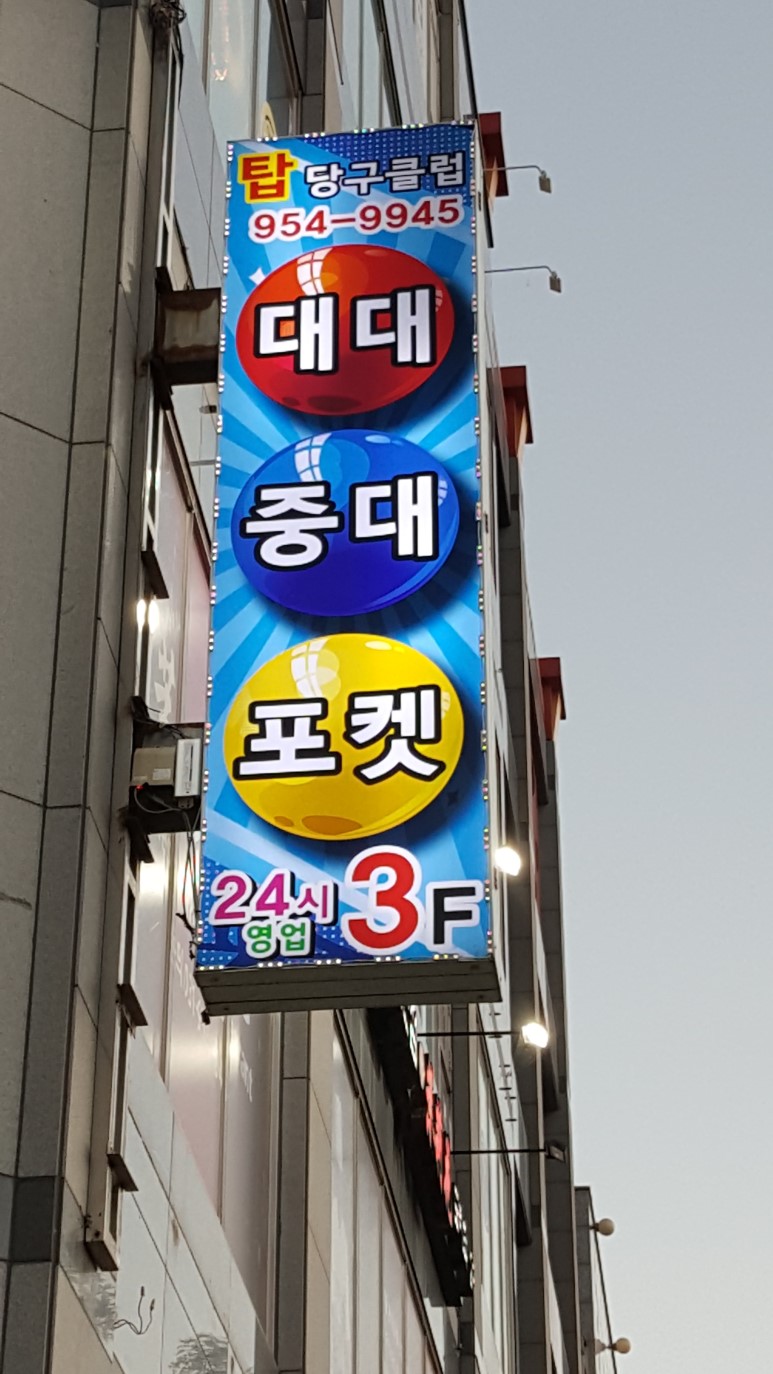 탑 당구클럽
954-9945
대대
중대
포켓
24시 영업 3F